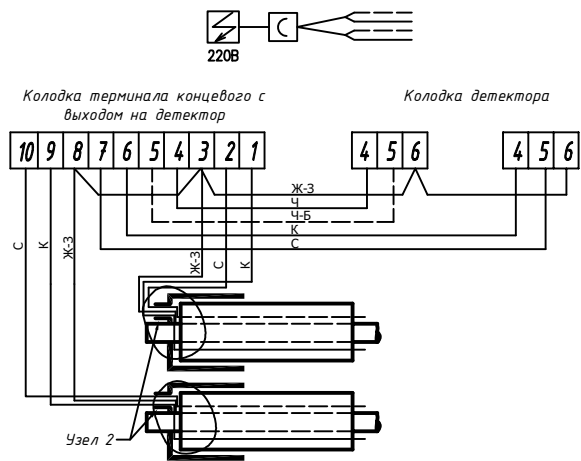 220В
Колодка терминала концевого с
выходом на детектор
Колодка детектора
10 9 8 7 6 5 4 3 2 1
4 5 6
4 5 6
Ж-З
Ч
Ч-Б
К
С
С
К
Ж-З
Ж-З
С
К
Узел 2